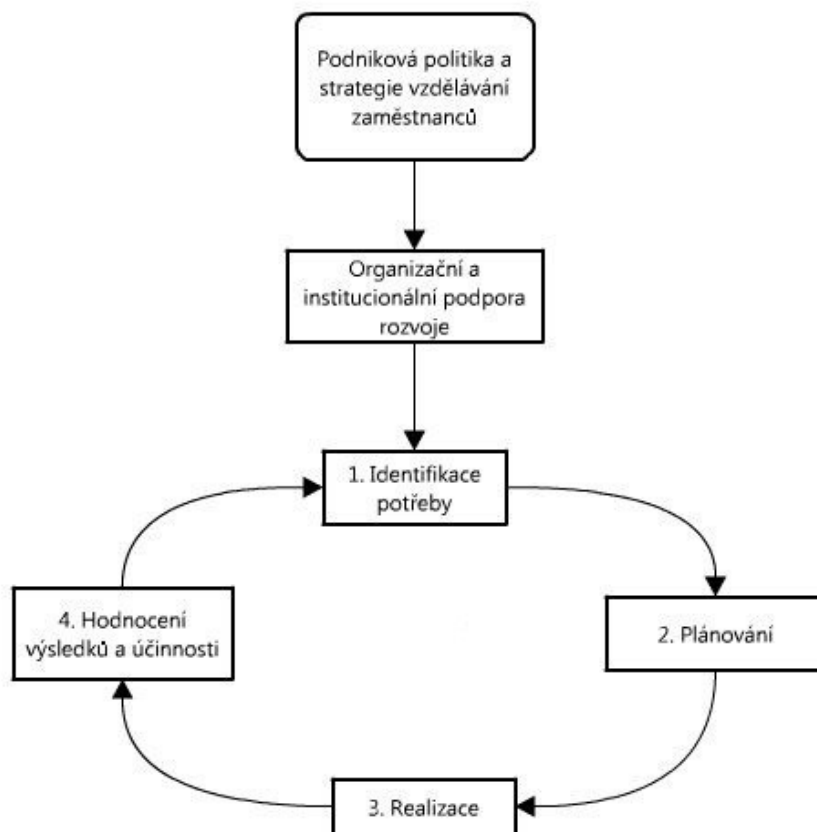 Podniková politika a
strategie vzdělávání
zaměstnanců
Organizační a
institucionální podpora
rozvoje
1. Identifikace
potřeby
4. Hodnocení
výsledků a účinnosti
2. Plánování
3. Realizace